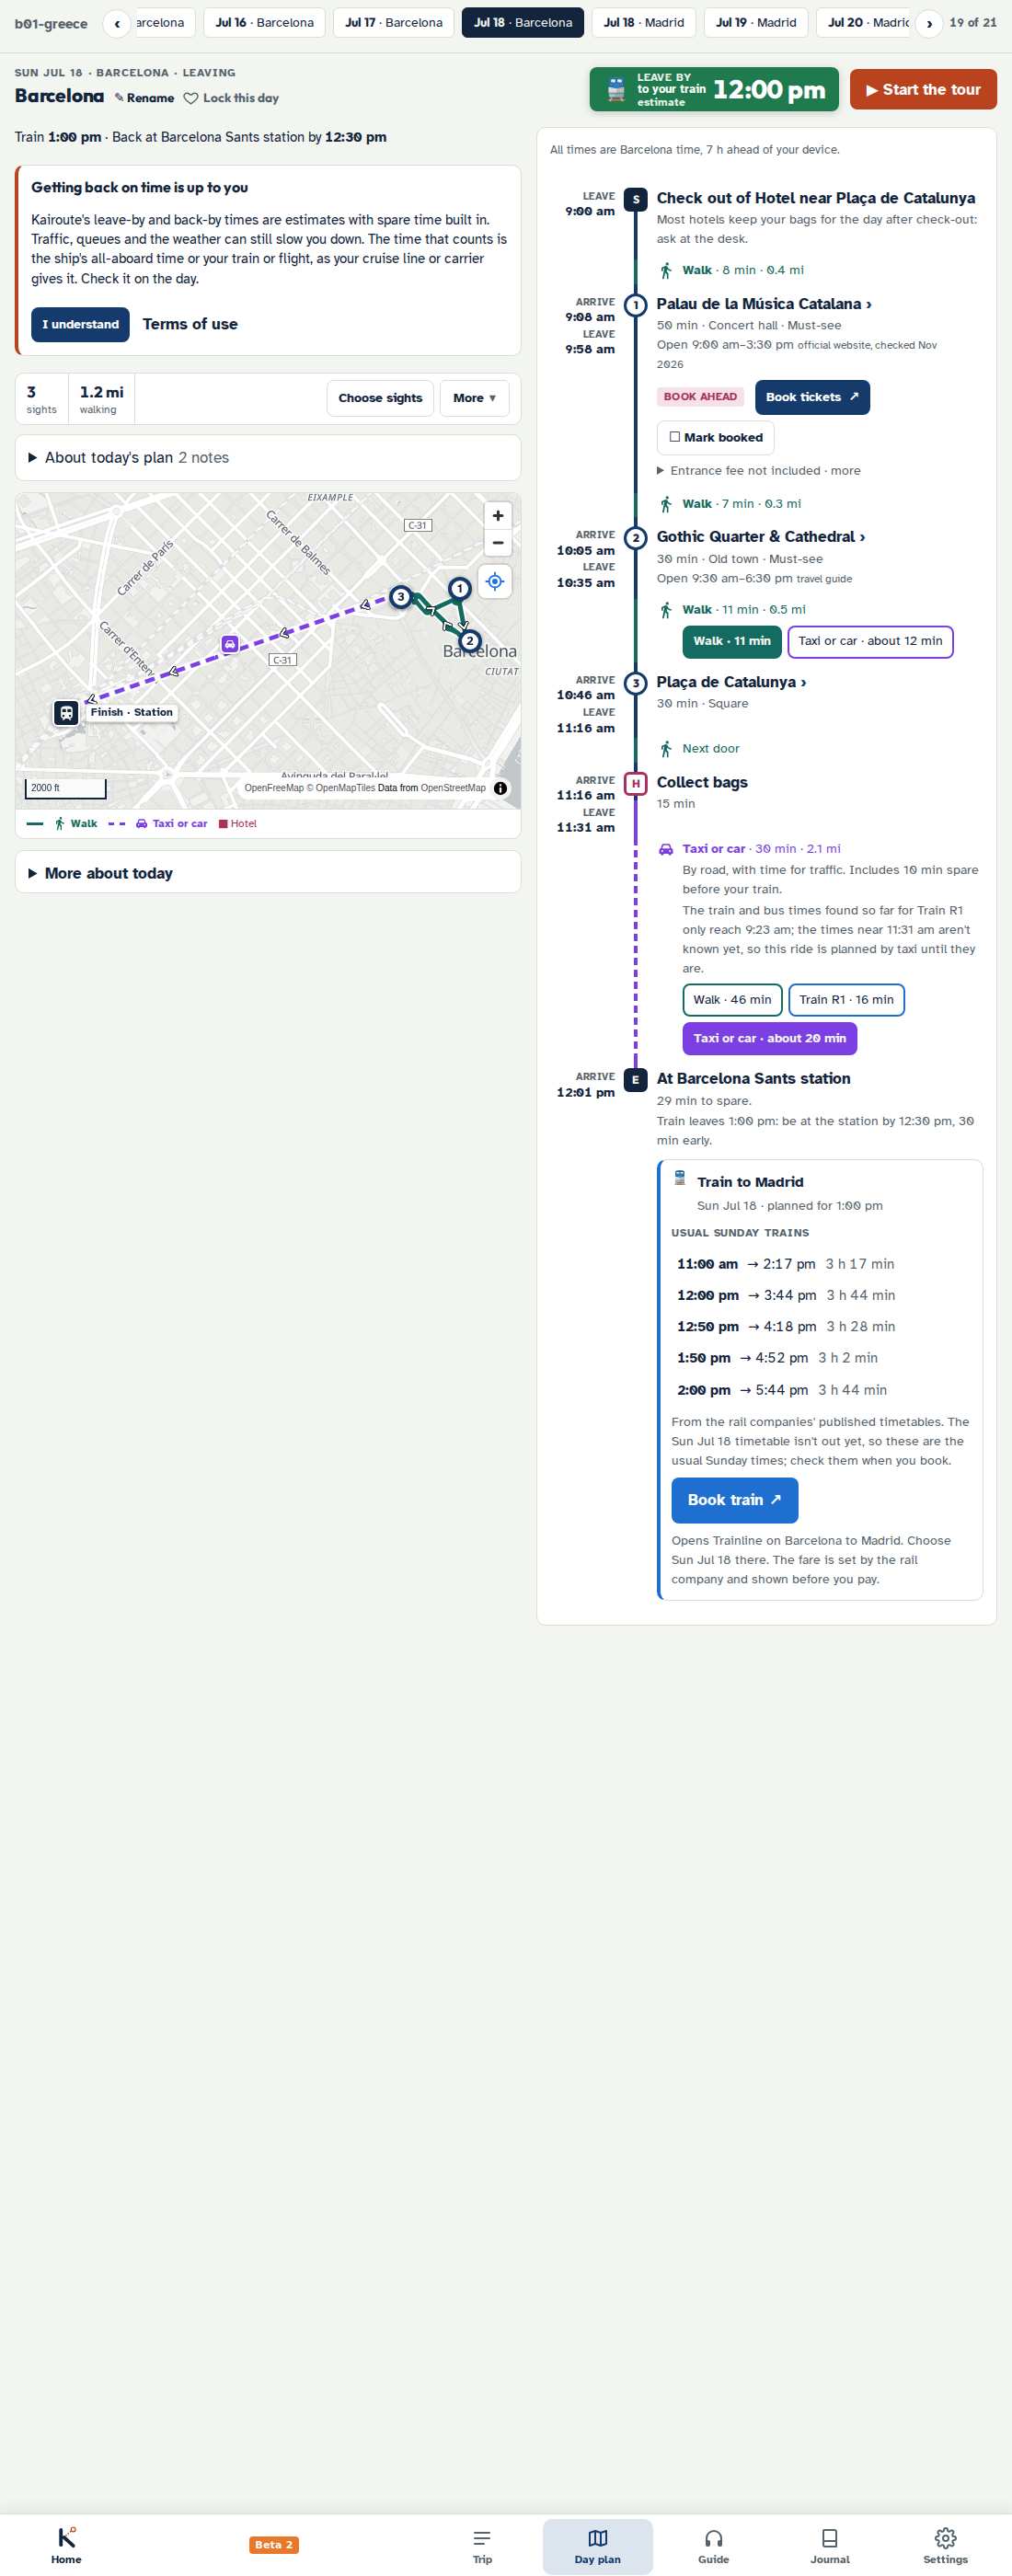 b01-greece
‹
arcelona
Jul 16 · Barcelona
Jul 17 · Barcelona
Jul 18 · Barcelona
Jul 18 · Madrid
Jul 19 · Madrid
Jul 20 · Madric
›
19 of 21
SUN JUL 18 · BARCELONA · LEAVING
Barcelona ✎ Rename Lock this day
LEAVE BY
to your train
estimate
12:00 pm
▶ Start the tour
Train 1:00 pm · Back at Barcelona Sants station by 12:30 pm
Getting back on time is up to you
Kairoute's leave-by and back-by times are estimates with spare time built in.
Traffic, queues and the weather can still slow you down. The time that counts is
the ship's all-aboard time or your train or flight, as your cruise line or carrier
gives it. Check it on the day.
I understand
Terms of use
3
sights
1.2 mi
walking
Choose sights
More ▾
▶ About today's plan 2 notes
EIXAMPLE
C-31
Carrer de Balmes
Carrer de París
Carrer d'Enten
C-31
+
−
1
2
3
Barcelona
CIUTAT
Finish · Station
Avinguda del Paral·lel
2000 ft
OpenFreeMap © OpenMapTiles Data from OpenStreetMap
Walk
Taxi or car
Hotel
▶ More about today
All times are Barcelona time, 7 h ahead of your device.
LEAVE
9:00 am
S
Check out of Hotel near Plaça de Catalunya
Most hotels keep your bags for the day after check-out:
ask at the desk.
Walk · 8 min · 0.4 mi
ARRIVE
9:08 am
LEAVE
9:58 am
1
Palau de la Música Catalana ›
50 min · Concert hall · Must-see
Open 9:00 am–3:30 pm official website, checked Nov
2026
BOOK AHEAD
Book tickets ↗
☐ Mark booked
▶ Entrance fee not included · more
Walk · 7 min · 0.3 mi
ARRIVE
10:05 am
LEAVE
10:35 am
2
Gothic Quarter & Cathedral ›
30 min · Old town · Must-see
Open 9:30 am–6:30 pm travel guide
Walk · 11 min · 0.5 mi
Walk · 11 min
Taxi or car · about 12 min
ARRIVE
10:46 am
LEAVE
11:16 am
3
Plaça de Catalunya ›
30 min · Square
Next door
ARRIVE
11:16 am
LEAVE
11:31 am
H
Collect bags
15 min
Taxi or car · 30 min · 2.1 mi
By road, with time for traffic. Includes 10 min spare
before your train.
The train and bus times found so far for Train R1
only reach 9:23 am; the times near 11:31 am aren't
known yet, so this ride is planned by taxi until they
are.
Walk · 46 min
Train R1 · 16 min
Taxi or car · about 20 min
ARRIVE
12:01 pm
E
At Barcelona Sants station
29 min to spare.
Train leaves 1:00 pm: be at the station by 12:30 pm, 30
min early.
Train to Madrid
Sun Jul 18 · planned for 1:00 pm
USUAL SUNDAY TRAINS
11:00 am → 2:17 pm 3 h 17 min
12:00 pm → 3:44 pm 3 h 44 min
12:50 pm → 4:18 pm 3 h 28 min
1:50 pm → 4:52 pm 3 h 2 min
2:00 pm → 5:44 pm 3 h 44 min
From the rail companies' published timetables. The
Sun Jul 18 timetable isn't out yet, so these are the
usual Sunday times; check them when you book.
Book train ↗
Opens Trainline on Barcelona to Madrid. Choose
Sun Jul 18 there. The fare is set by the rail
company and shown before you pay.
Home
Beta 2
Trip
Day plan
Guide
Journal
Settings